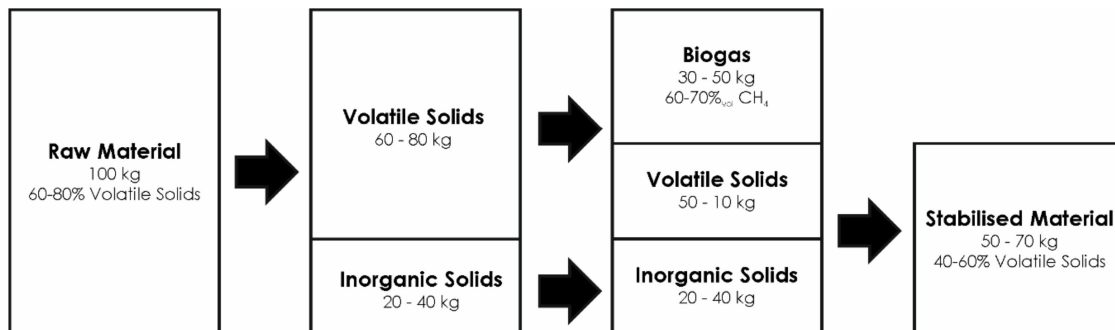 Raw Material
100 kg
60-80% Volatile Solids
Volatile Solids
60 - 80 kg
Inorganic Solids
20 - 40 kg
Biogas
30 - 50 kg
60-70%vol CH4
Volatile Solids
50 - 10 kg
Inorganic Solids
20 - 40 kg
Stabilised Material
50 - 70 kg
40-60% Volatile Solids